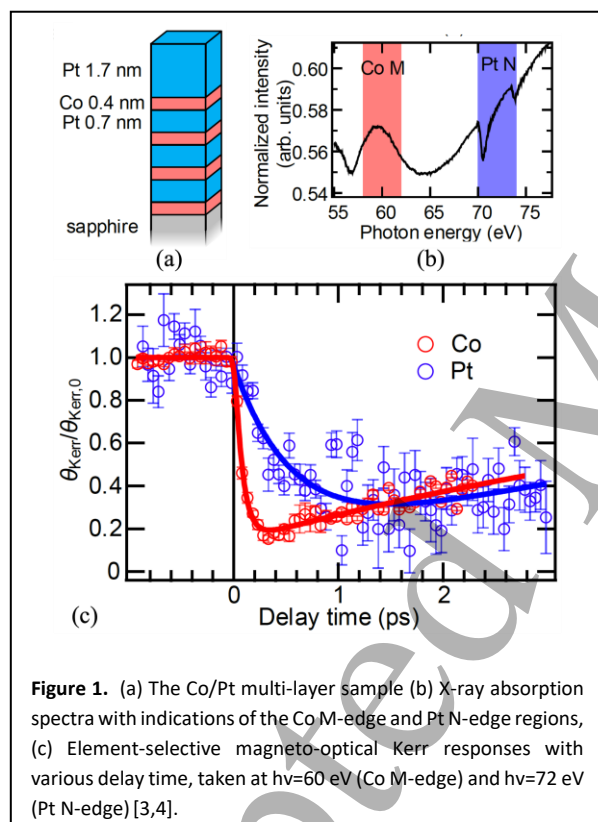 Pt 1.7 nm
Co 0.4 nm
Pt 0.7 nm
sapphire
(a)
Normalized intensity
(arb. units)
0.60
0.58
0.56
0.54
Co M
Pt N
55 60 65 70 75
Photon energy (eV)
(b)
θKerr/θKerr,0
1.2
1.0
0.8
0.6
0.4
0.2
0
Co
Pt
0 1 2
Delay time (ps)
(c)
Figure 1. (a) The Co/Pt multi-layer sample (b) X-ray absorption
spectra with indications of the Co M-edge and Pt N-edge regions,
(c) Element-selective magneto-optical Kerr responses with
various delay time, taken at hν=60 eV (Co M-edge) and hν=72 eV
(Pt N-edge) [3,4].